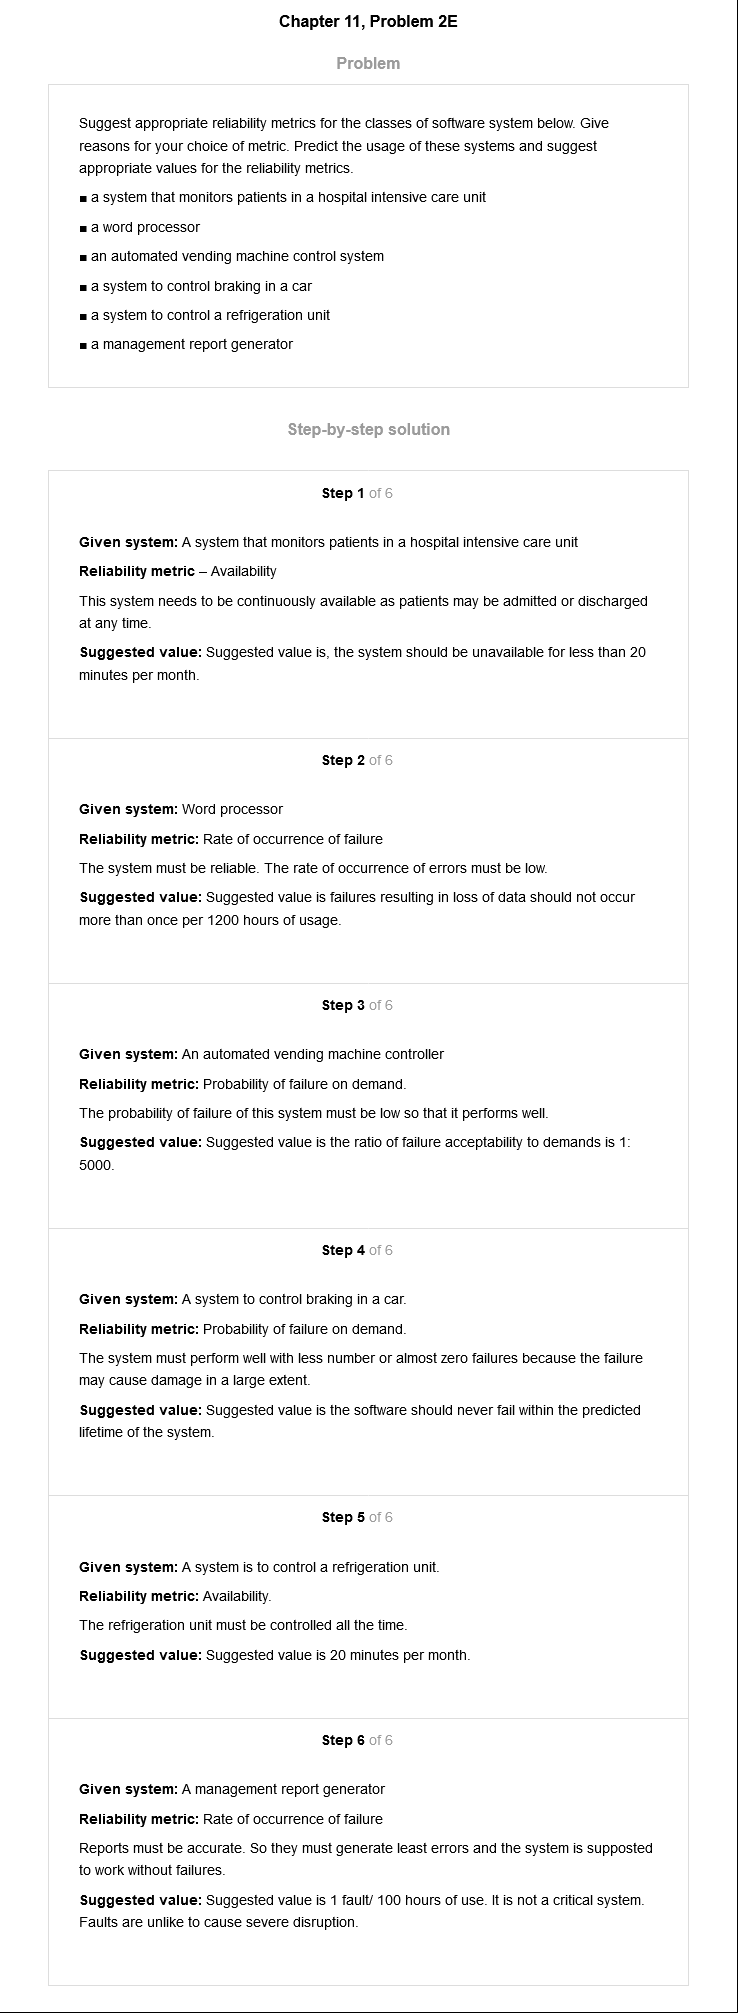 Chapter 11, Problem 2E
Problem
Suggest appropriate reliability metrics for the classes of software system below. Give
reasons for your choice of metric. Predict the usage of these systems and suggest
appropriate values for the reliability metrics.
■ a system that monitors patients in a hospital intensive care unit
■ a word processor
■ an automated vending machine control system
■ a system to control braking in a car
■ a system to control a refrigeration unit
■ a management report generator
Step-by-step solution
Step 1 of 6
Given system: A system that monitors patients in a hospital intensive care unit
Reliability metric – Availability
This system needs to be continuously available as patients may be admitted or discharged
at any time.
Suggested value: Suggested value is, the system should be unavailable for less than 20
minutes per month.
Step 2 of 6
Given system: Word processor
Reliability metric: Rate of occurrence of failure
The system must be reliable. The rate of occurrence of errors must be low.
Suggested value: Suggested value is failures resulting in loss of data should not occur
more than once per 1200 hours of usage.
Step 3 of 6
Given system: An automated vending machine controller
Reliability metric: Probability of failure on demand.
The probability of failure of this system must be low so that it performs well.
Suggested value: Suggested value is the ratio of failure acceptability to demands is 1:
5000.
Step 4 of 6
Given system: A system to control braking in a car.
Reliability metric: Probability of failure on demand.
The system must perform well with less number or almost zero failures because the failure
may cause damage in a large extent.
Suggested value: Suggested value is the software should never fail within the predicted
lifetime of the system.
Step 5 of 6
Given system: A system is to control a refrigeration unit.
Reliability metric: Availability.
The refrigeration unit must be controlled all the time.
Suggested value: Suggested value is 20 minutes per month.
Step 6 of 6
Given system: A management report generator
Reliability metric: Rate of occurrence of failure
Reports must be accurate. So they must generate least errors and the system is supposted
to work without failures.
Suggested value: Suggested value is 1 fault/ 100 hours of use. It is not a critical system.
Faults are unlike to cause severe disruption.